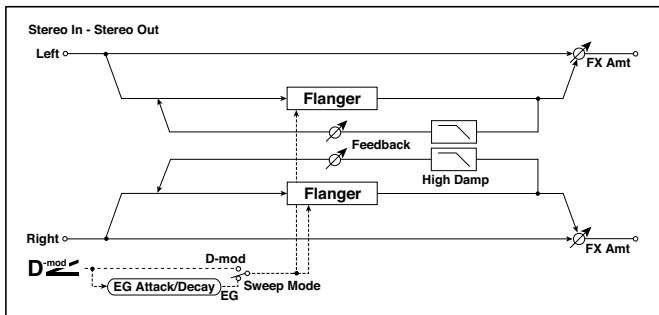 Stereo In - Stereo Out
Left
FX Amt
Flanger
Feedback
High Damp
Flanger
Right
FX Amt
D-mod
D-mod
EG Attack/Decay
EG
Sweep Mode